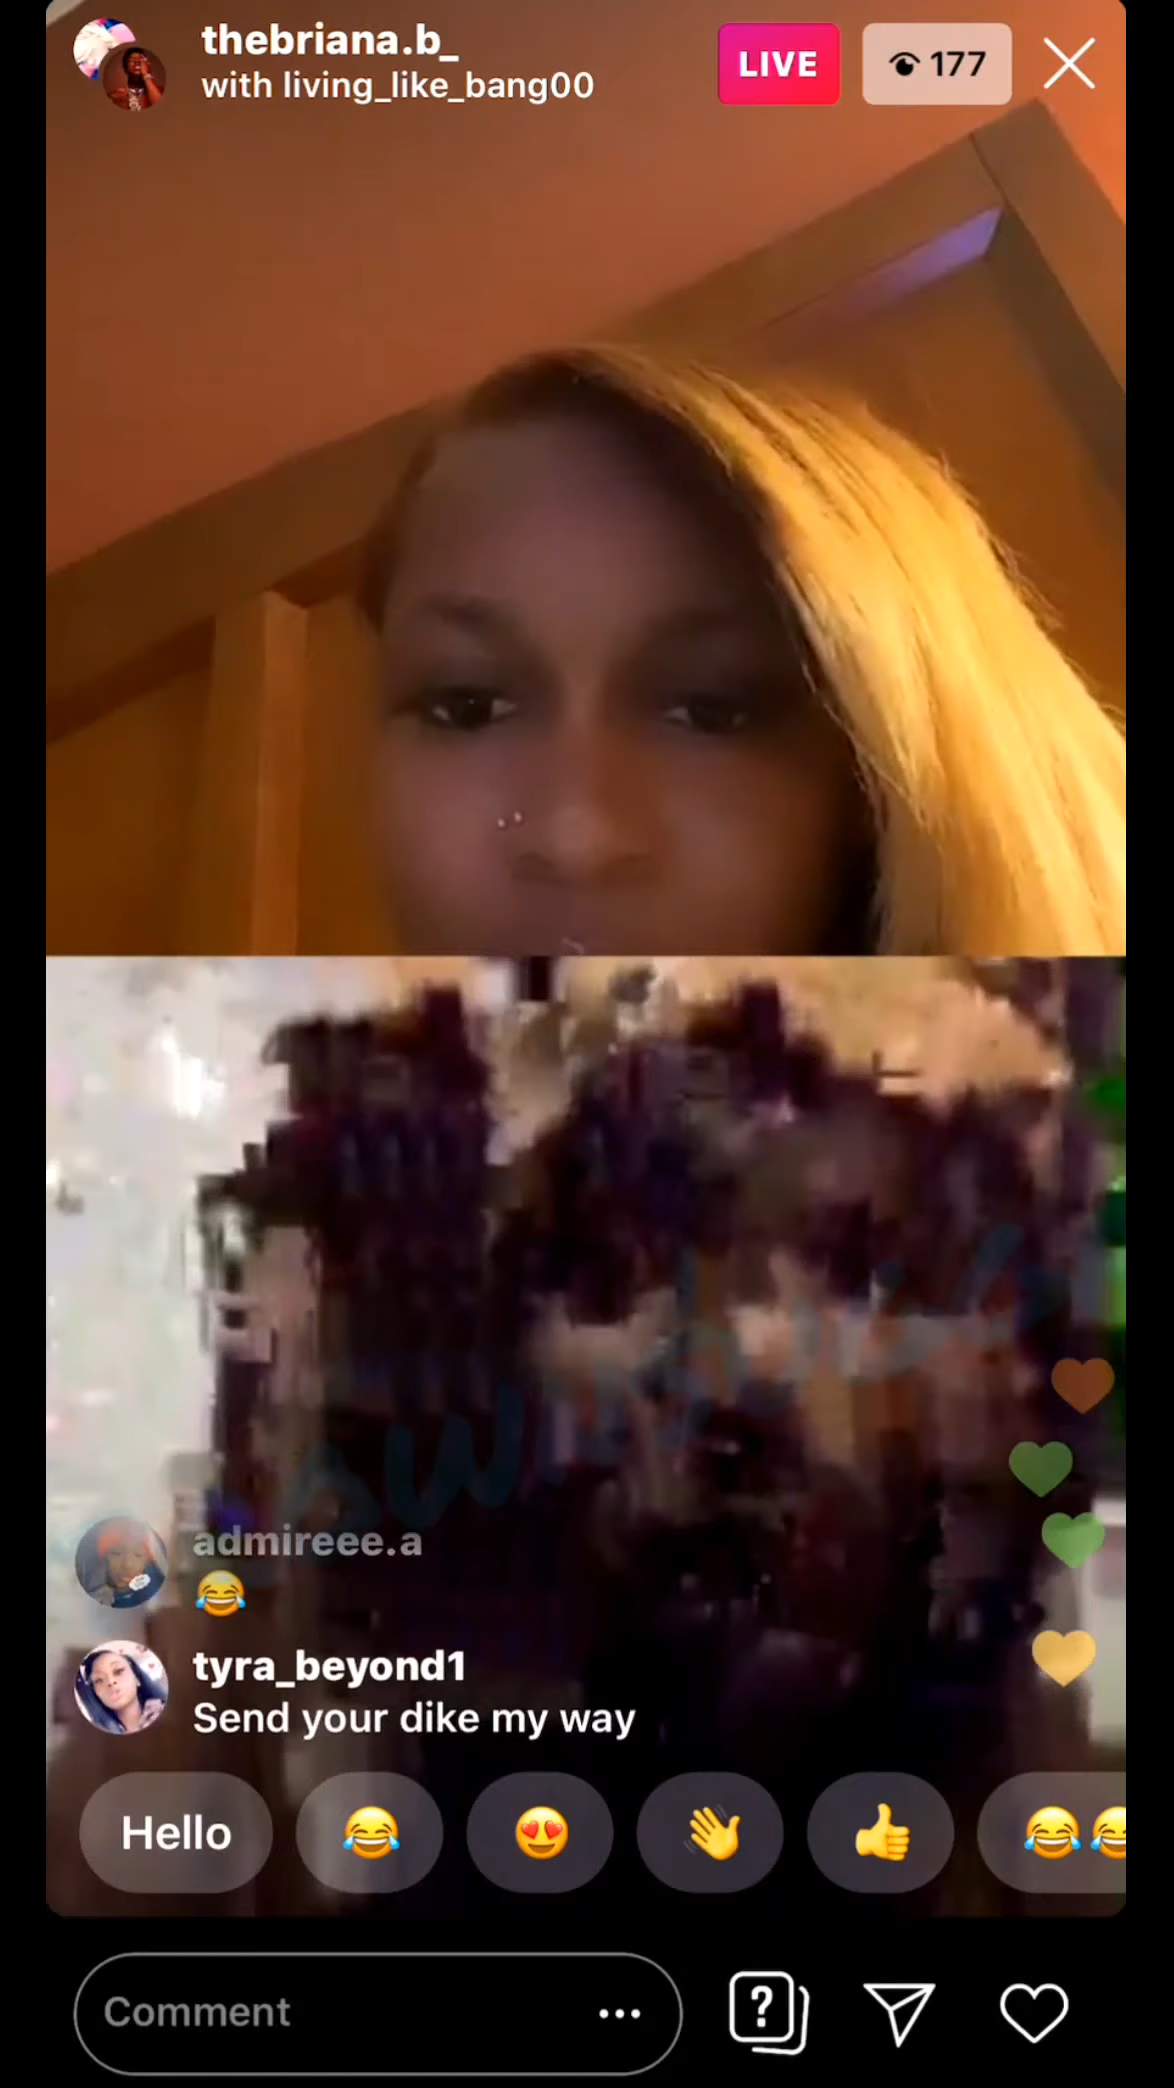 thebriana.b_
with living_like_bang00
LIVE
177
admireee.a
😂
tyra_beyond1
Send your dike my way
Hello
😂
😍
👋
👍
😂😂
Comment